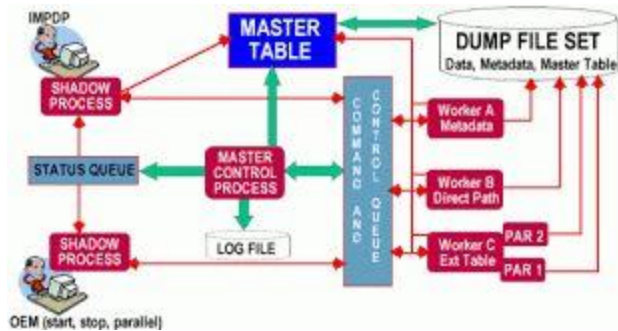 IMPDP
MASTER
TABLE
DUMP FILE SET
Data, Metadata, Master Table
SHADOW
PROCESS
COMMAND AND
CONTROL QUEUE
Worker A
Metadata
STATUS QUEUE
MASTER
CONTROL
PROCESS
Worker B
Direct Path
SHADOW
PROCESS
LOG FILE
Worker C
Ext Table
PAR 2
PAR 1
OEM (start, stop, parallel)